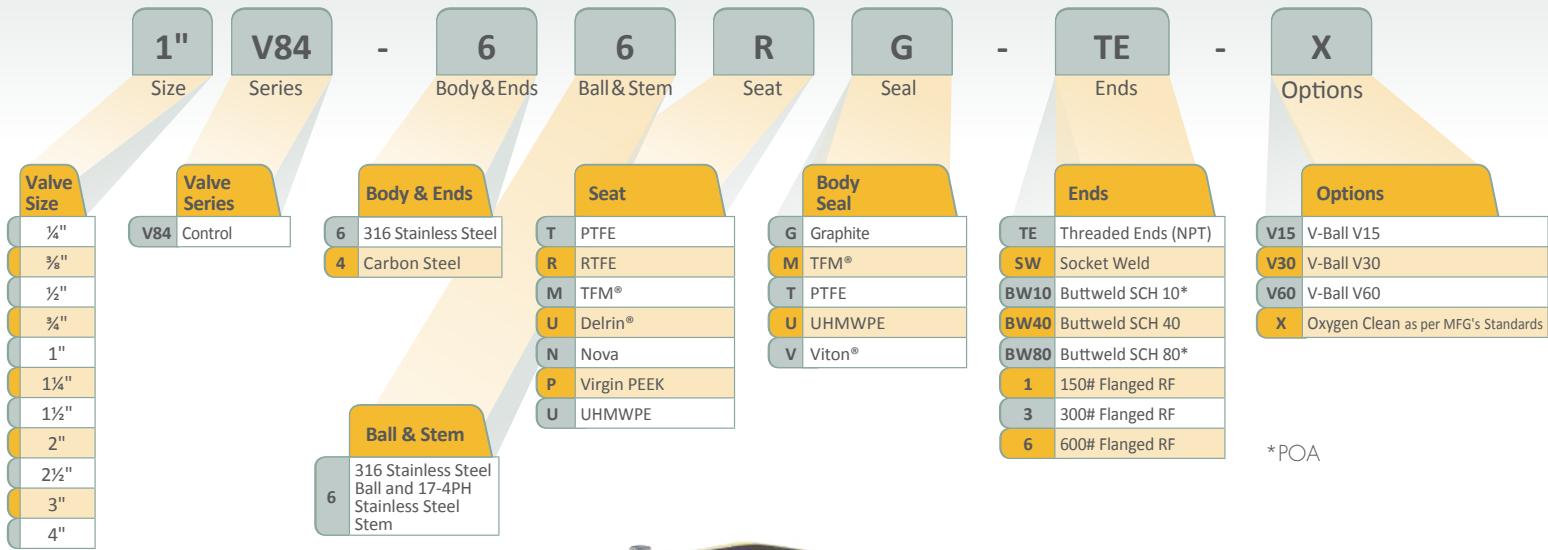 1" V84 - 6 6 R G - TE - X
Size Series Body & Ends Ball & Stem Seat Seal Ends Options
Valve
Size
¼"
⅜"
½"
¾"
1"
1¼"
1½"
2"
2½"
3"
4"
Valve
Series
V84 Control
Body & Ends
6 316 Stainless Steel
4 Carbon Steel
Ball & Stem
6 316 Stainless Steel
Ball and 17-4PH
Stainless Steel
Stem
Seat
T PTFE
R RTFE
M TFM®
U Delrin®
N Nova
P Virgin PEEK
U UHMWPE
Body
Seal
G Graphite
M TFM®
T PTFE
U UHMWPE
V Viton®
Ends
TE Threaded Ends (NPT)
SW Socket Weld
BW10 Buttweld SCH 10*
BW40 Buttweld SCH 40
BW80 Buttweld SCH 80*
1 150# Flanged RF
3 300# Flanged RF
6 600# Flanged RF
Options
V15 V-Ball V15
V30 V-Ball V30
V60 V-Ball V60
X Oxygen Clean as per MFG's Standards
*POA